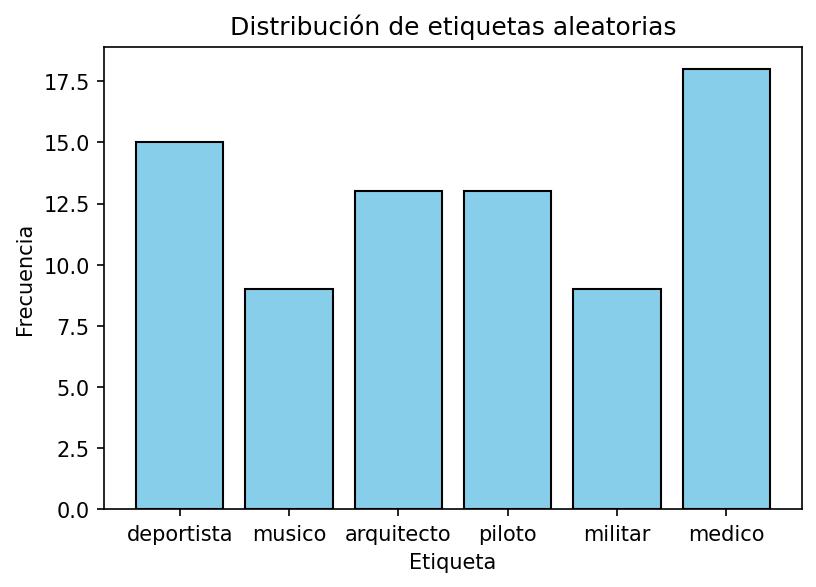 Distribución de etiquetas aleatorias
17.5
15.0
12.5
10.0
7.5
5.0
2.5
0.0
Frecuencia
deportista musico arquitecto piloto militar medico
Etiqueta